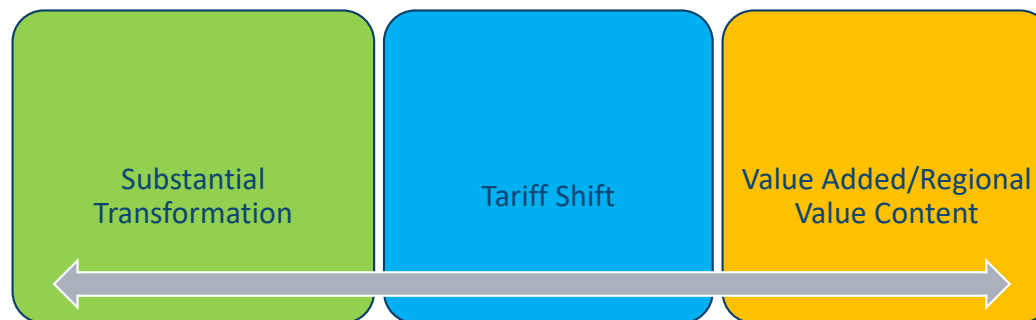 Substantial
Transformation
Tariff Shift
Value Added/Regional
Value Content